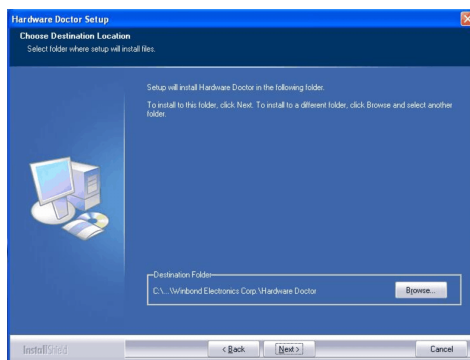 Hardware Doctor Setup
Choose Destination Location
Select folder where setup will install files.
Setup will install Hardware Doctor in the following folder.
To install to this folder, click Next. To install to a different folder, click Browse and select another
folder.
Destination Folder
C:\...\Winbond Electronics Corp.\Hardware Doctor
Browse...
InstallShield
< Back
Next >
Cancel